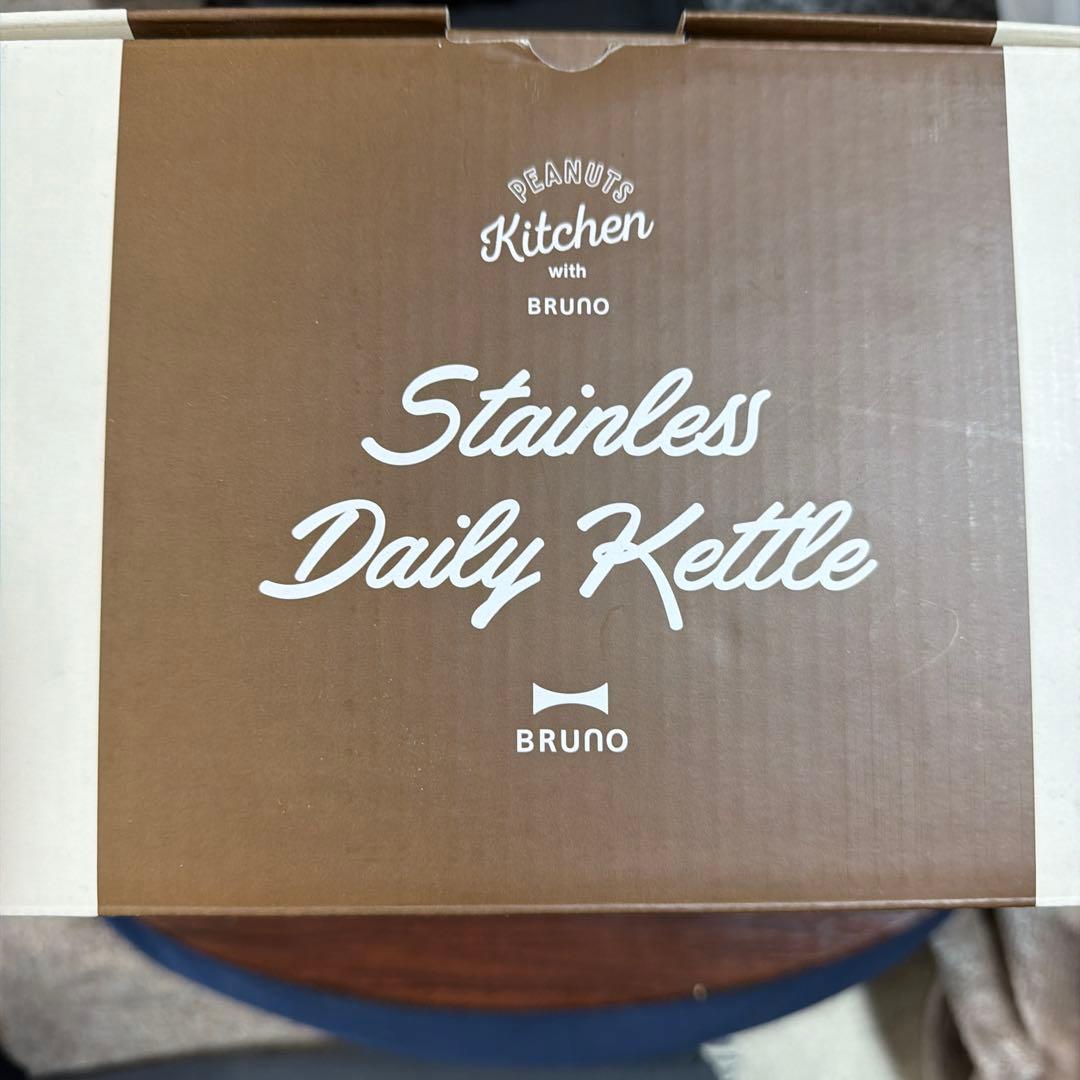 PEANUTS
Kitchen
with
BRUNO
Stainless
Daily Kettle
BRUNO